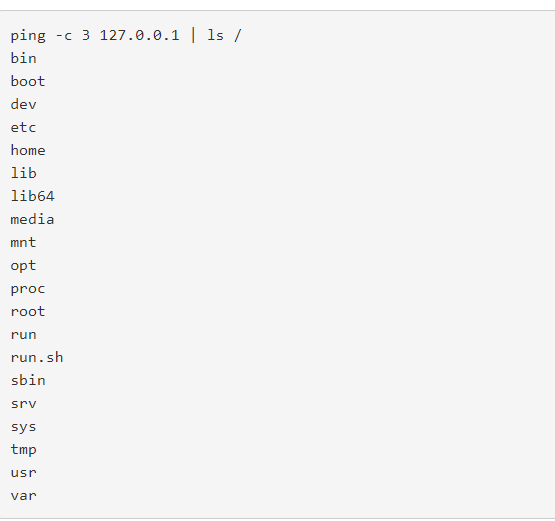 ping -c 3 127.0.0.1 | ls /
bin
boot
dev
etc
home
lib
lib64
media
mnt
opt
proc
root
run
run.sh
sbin
srv
sys
tmp
usr
var